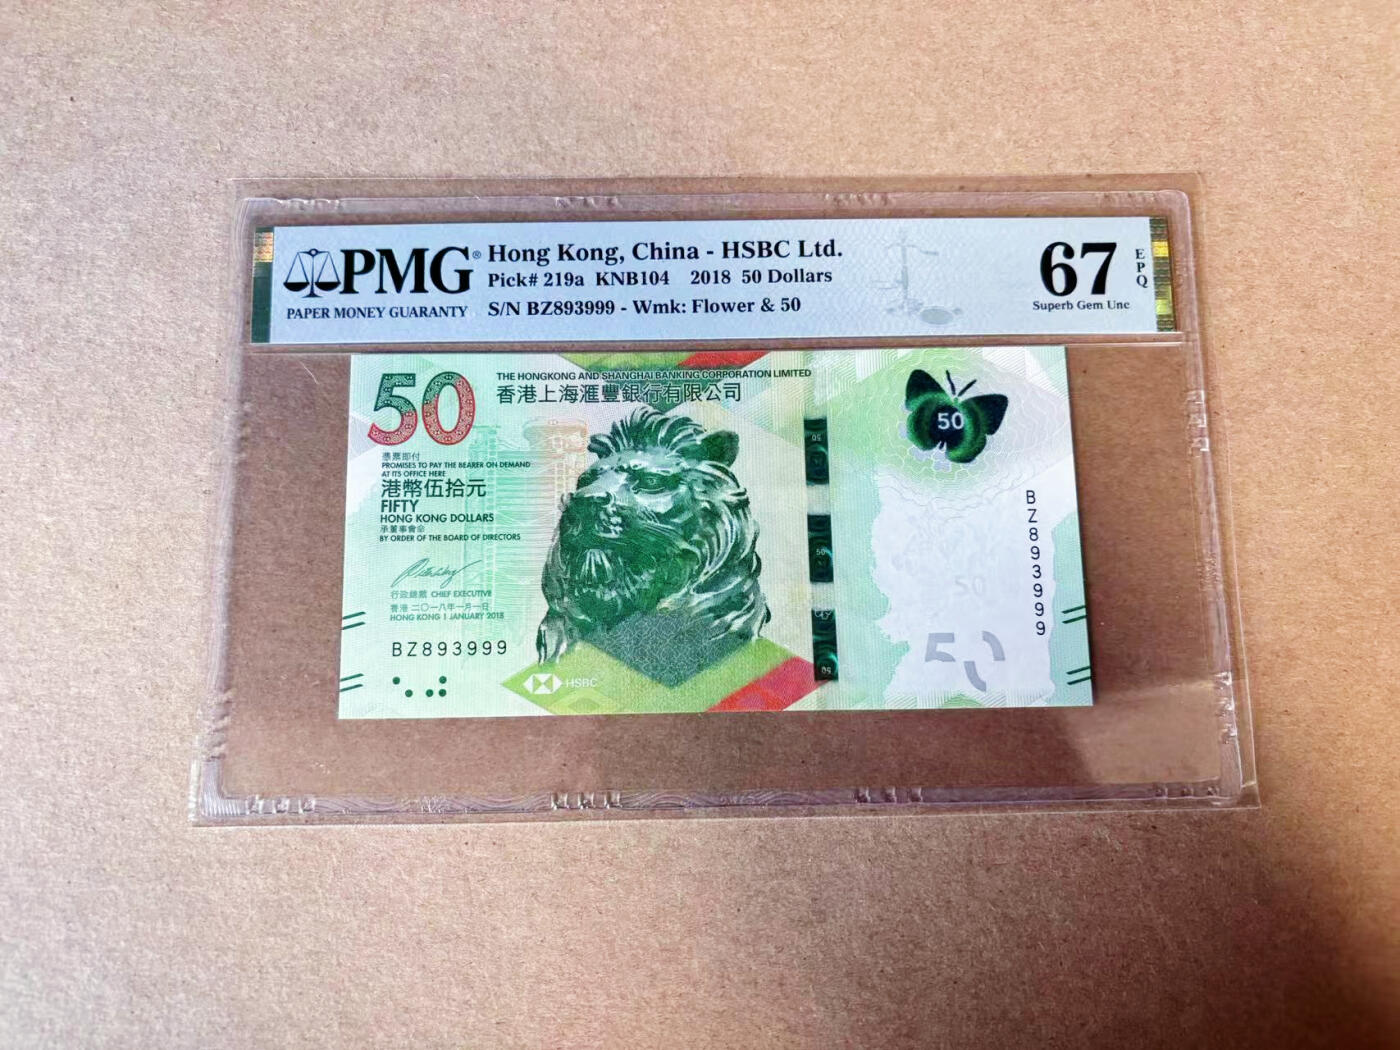 PMG®
PAPER MONEY GUARANTY
Hong Kong, China - HSBC Ltd.
Pick# 219a KNB104 2018 50 Dollars
S/N BZ893999 - Wmk: Flower & 50
67
EPQ
Superb Gem Unc
50
THE HONGKONG AND SHANGHAI BANKING CORPORATION LIMITED
香港上海滙豐銀行有限公司
憑票即付
PROMISES TO PAY THE BEARER ON DEMAND
AT ITS OFFICE HERE
港幣伍拾元
FIFTY
HONG KONG DOLLARS
承董事會命
BY ORDER OF THE BOARD OF DIRECTORS
行政總裁 CHIEF EXECUTIVE
香港 二〇一八年一月一日
HONG KONG 1 JANUARY 2018
BZ893999
HSBC
50
50
50
50
BZ893999
50
50